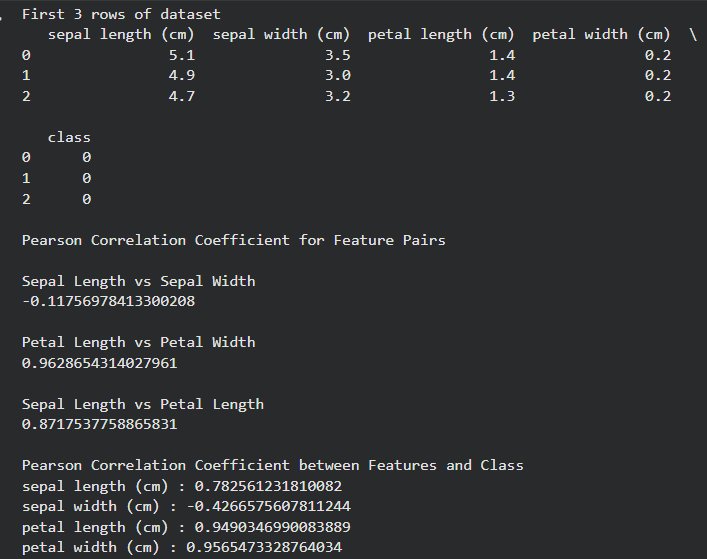 First 3 rows of dataset
sepal length (cm)  sepal width (cm)  petal length (cm)  petal width (cm)  \
0                5.1               3.5                1.4               0.2
1                4.9               3.0                1.4               0.2
2                4.7               3.2                1.3               0.2
class
0      0
1      0
2      0
Pearson Correlation Coefficient for Feature Pairs
Sepal Length vs Sepal Width
-0.11756978413300208
Petal Length vs Petal Width
0.9628654314027961
Sepal Length vs Petal Length
0.8717537758865831
Pearson Correlation Coefficient between Features and Class
sepal length (cm) : 0.782561231810082
sepal width (cm) : -0.4266575607811244
petal length (cm) : 0.9490346990083889
petal width (cm) : 0.9565473328764034